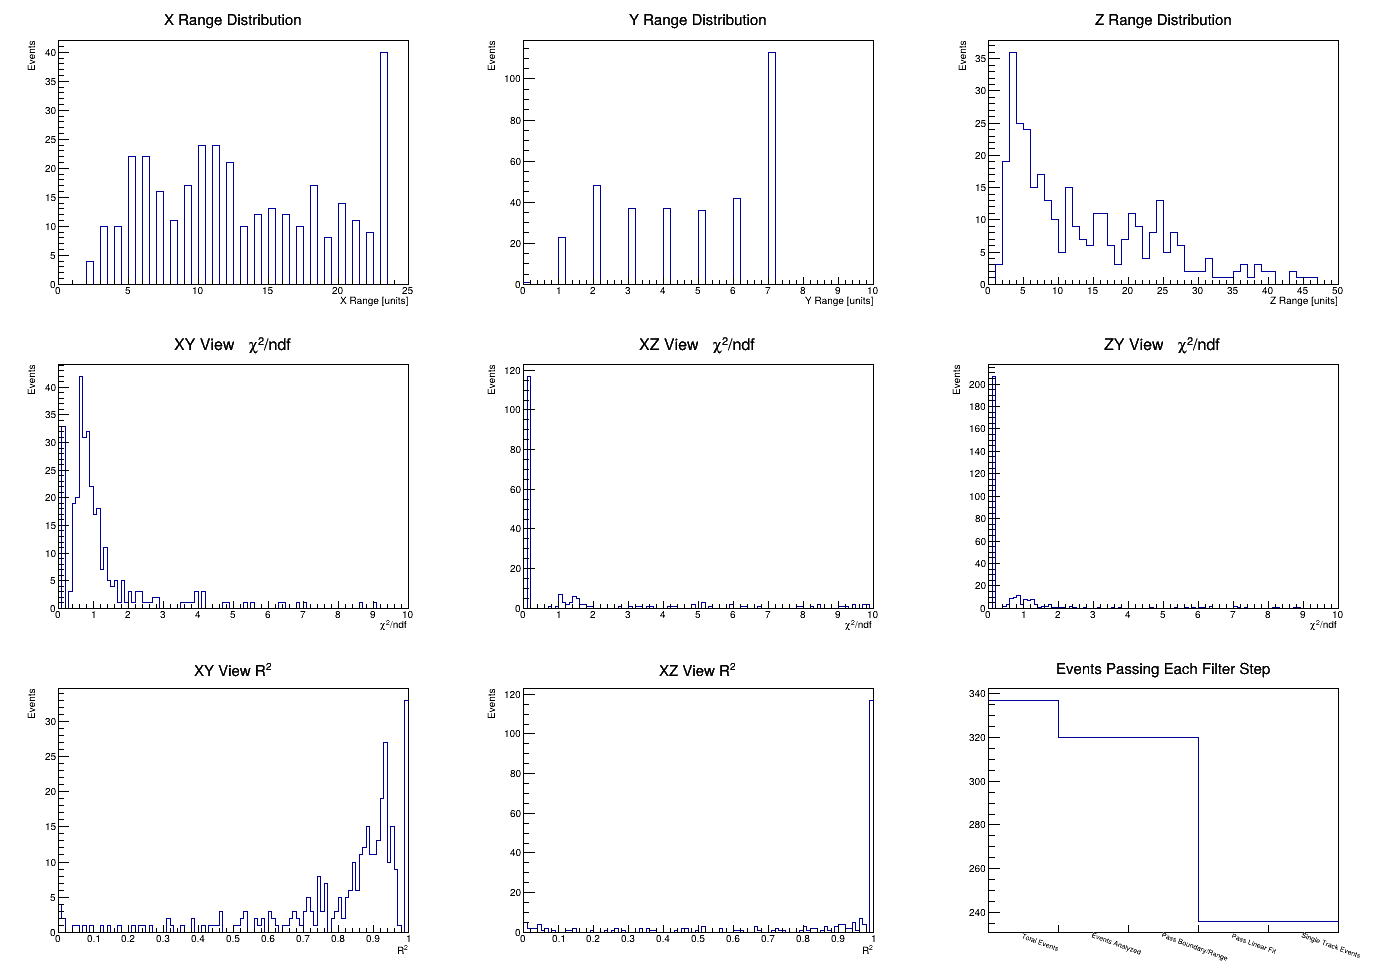 X Range Distribution
Events
40
35
30
25
20
15
10
5
0
0 5 10 15 20 25
X Range [units]
Y Range Distribution
Events
100
80
60
40
20
0
0 1 2 3 4 5 6 7 8 9 10
Y Range [units]
Z Range Distribution
Events
35
30
25
20
15
10
5
0
0 5 10 15 20 25 30 35 40 45 50
Z Range [units]
XY View χ²/ndf
Events
40
35
30
25
20
15
10
5
0
0 1 2 3 4 5 6 7 8 9 10
χ²/ndf
XZ View χ²/ndf
Events
120
100
80
60
40
20
0
0 1 2 3 4 5 6 7 8 9 10
χ²/ndf
ZY View χ²/ndf
Events
200
180
160
140
120
100
80
60
40
20
0
0 1 2 3 4 5 6 7 8 9 10
χ²/ndf
XY View R²
Events
30
25
20
15
10
5
0
0 0.1 0.2 0.3 0.4 0.5 0.6 0.7 0.8 0.9 1
R²
XZ View R²
Events
120
100
80
60
40
20
0
0 0.1 0.2 0.3 0.4 0.5 0.6 0.7 0.8 0.9 1
R²
Events Passing Each Filter Step
340
320
300
280
260
240
Total Events
Events Analyzed
Pass Boundary/Range
Pass Linear Fit
Single Track Events